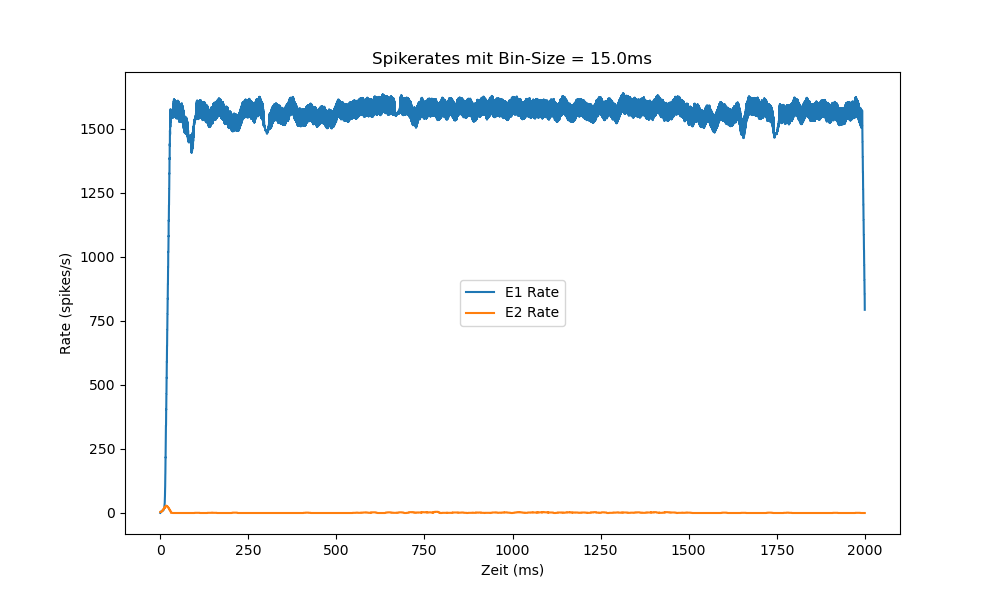 Spikerates mit Bin-Size = 15.0ms
Rate (spikes/s)
1500
1250
1000
750
500
250
0
E1 Rate
E2 Rate
0 250 500 750 1000 1250 1500 1750 2000
Zeit (ms)